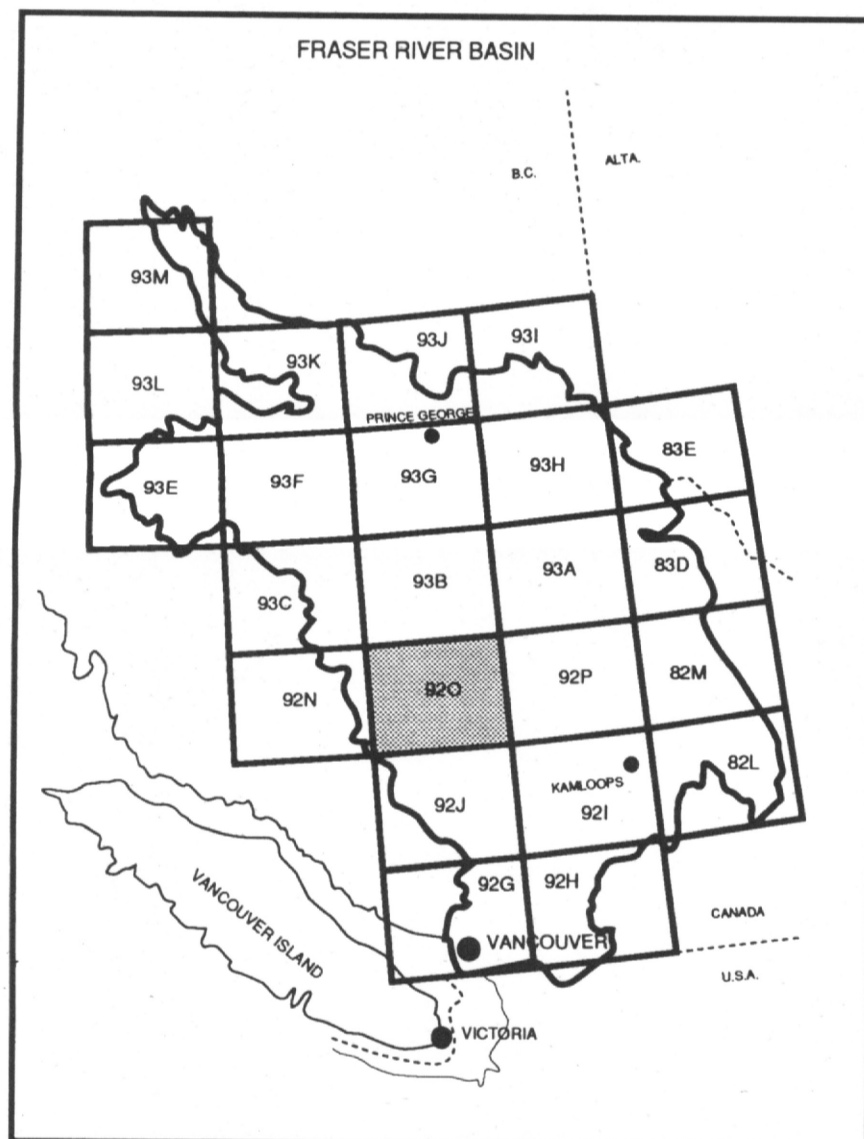 FRASER RIVER BASIN
B.C.
ALTA.
93M
93J
93I
93K
93L
PRINCE GEORGE
83E
93E
93F
93G
93H
93C
93B
93A
83D
92N
92O
92P
82M
KAMLOOPS
82L
92J
92I
92G
92H
VANCOUVER ISLAND
VANCOUVER
CANADA
U.S.A.
VICTORIA